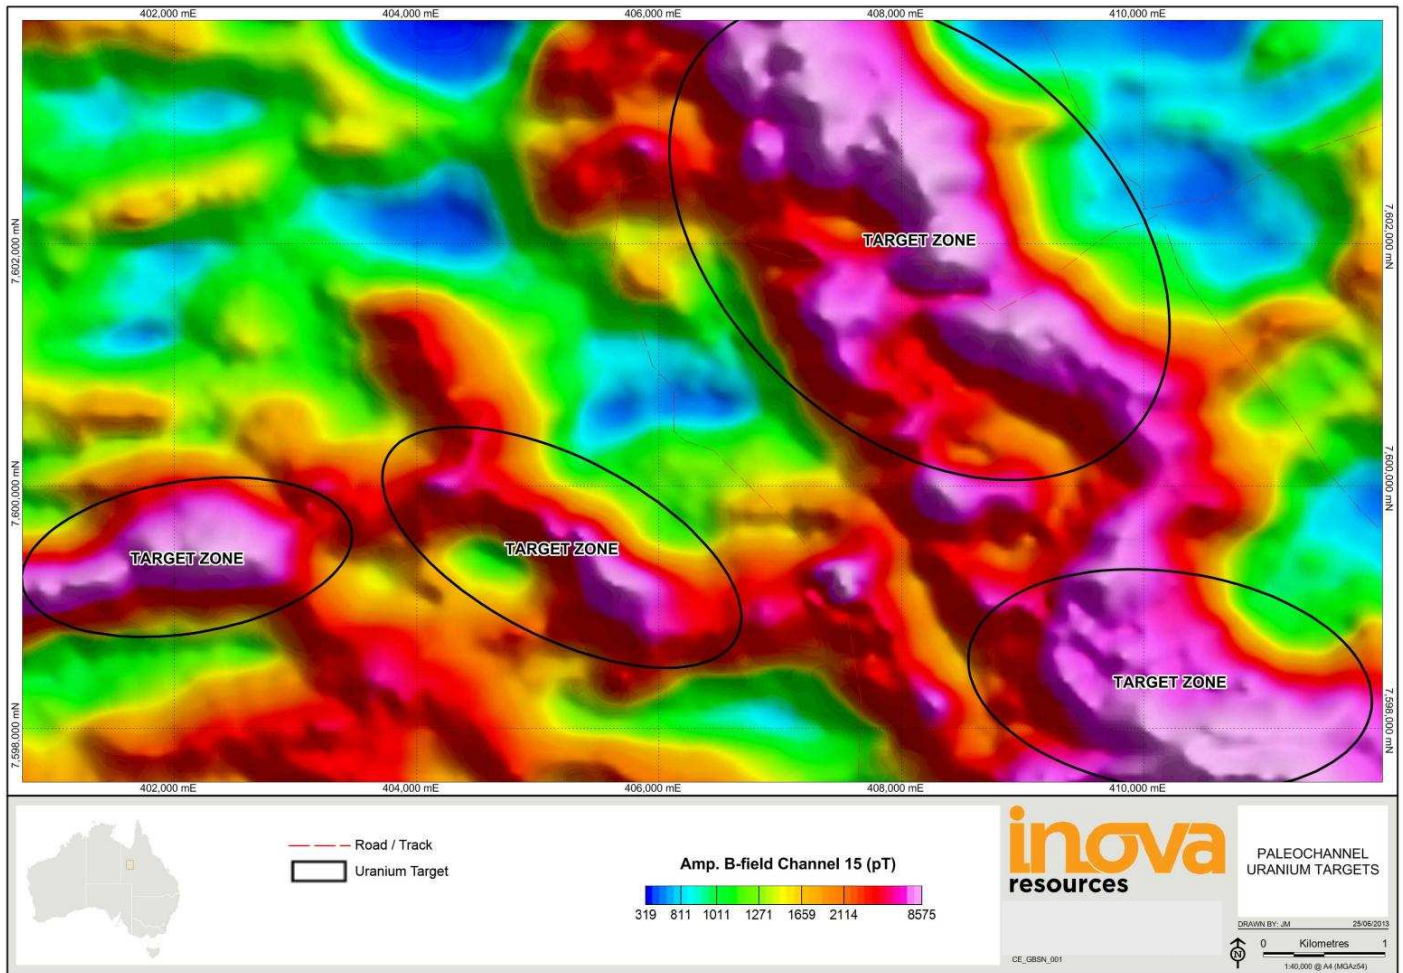 402,000 mE 404,000 mE 406,000 mE 408,000 mE 410,000 mE
7,602,000 mN
7,602,000 mN
TARGET ZONE
7,600,000 mN
7,600,000 mN
TARGET ZONE
TARGET ZONE
TARGET ZONE
7,598,000 mN
7,598,000 mN
402,000 mE 404,000 mE 406,000 mE 408,000 mE 410,000 mE
Road / Track
Uranium Target
Amp. B-field Channel 15 (pT)
319 811 1011 1271 1659 2114 8575
inova
resources
CE_GBSN_001
PALEOCHANNEL
URANIUM TARGETS
DRAWN BY: JM 25/06/2013
N
0 Kilometres 1
1:40,000 @ A4 (MGAz54)